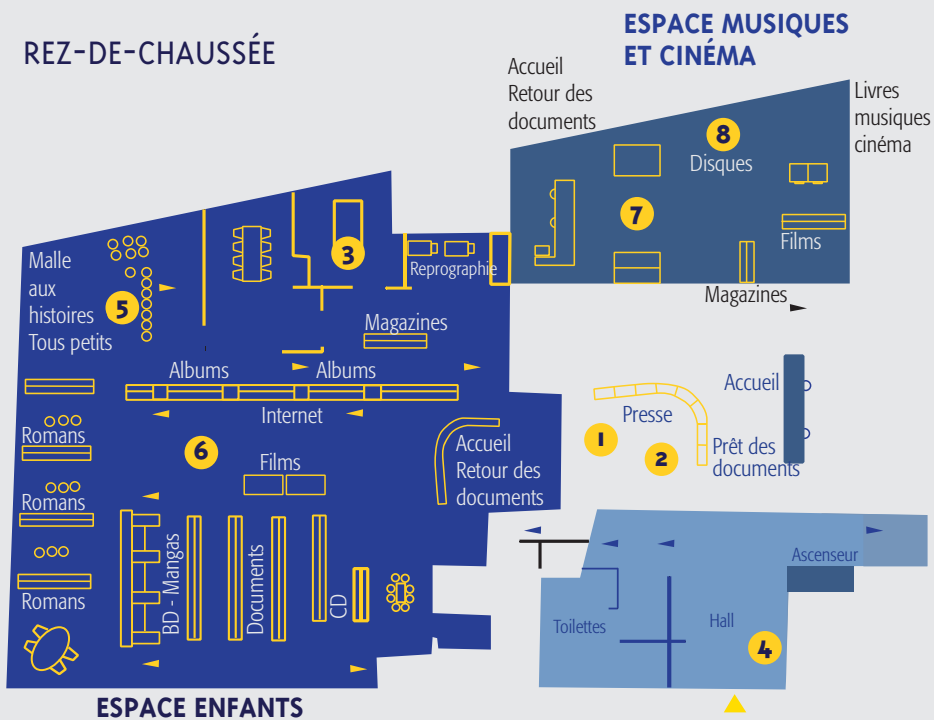 REZ-DE-CHAUSSÉE
ESPACE MUSIQUES
ET CINÉMA
Accueil
Retour des
documents
Livres
musiques
cinéma
8
Disques
7
Films
Magazines
Malle
aux
histoires
Tous petits
5
3
Reprographie
Magazines
Albums
Albums
Internet
Romans
6
Films
Accueil
Retour des
documents
Romans
BD - Mangas
Documents
CD
Romans
ESPACE ENFANTS
Accueil
Presse
1
2
Prêt des
documents
Ascenseur
Toilettes
Hall
4